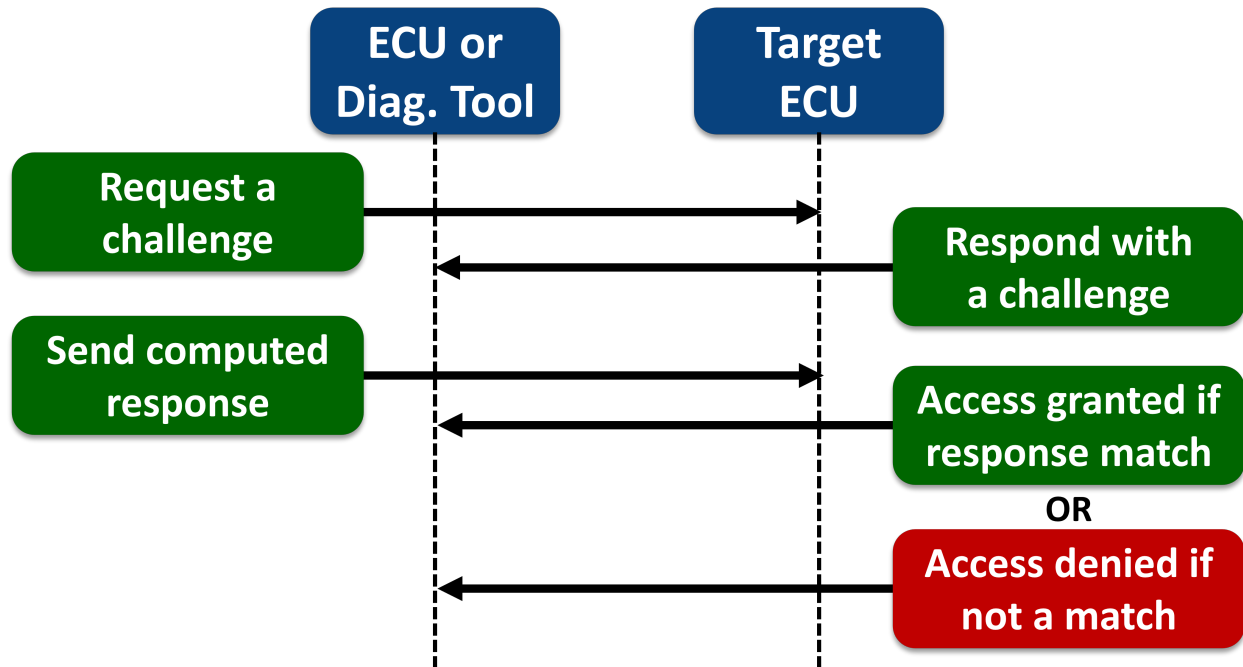 ECU or
Diag. Tool
Target
ECU
Request a
challenge
Respond with
a challenge
Send computed
response
Access granted if
response match
OR
Access denied if
not a match